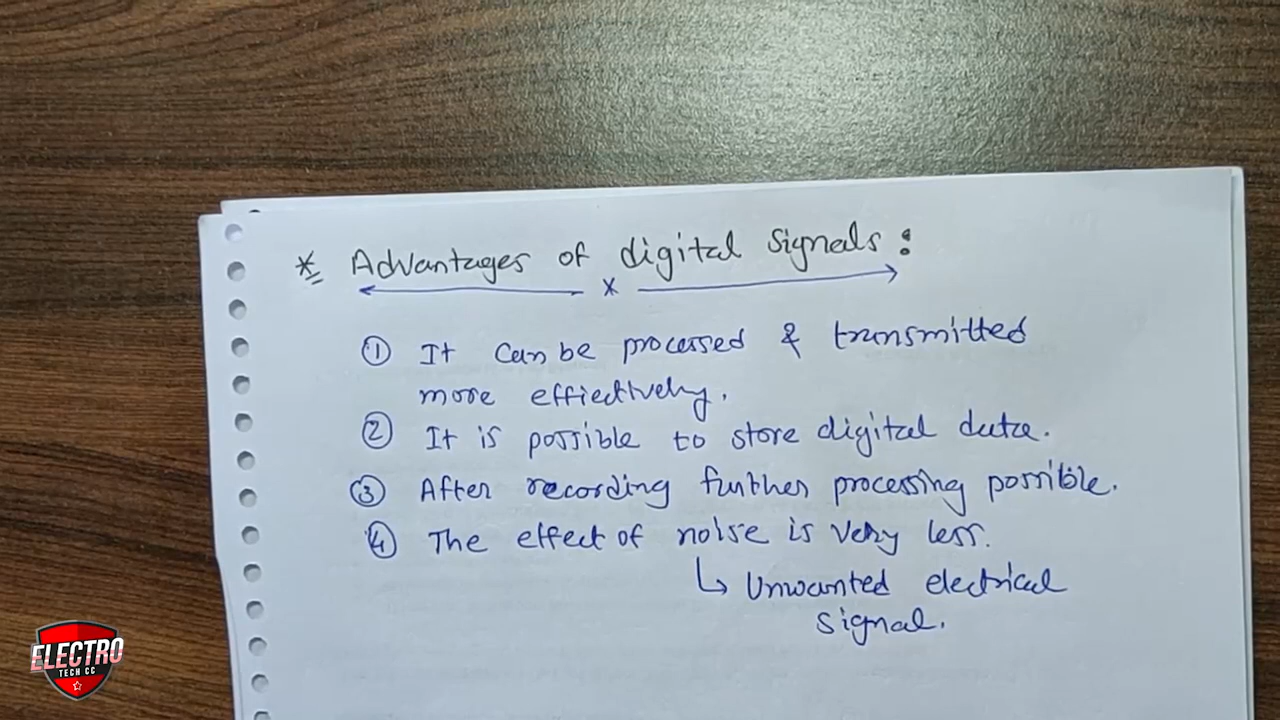 * Advantages of digital signals :
① It can be processed & transmitted
more effiectively.
② It is possible to store digital data.
③ After recording further processing possible.
④ The effect of noise is very less.
↳ Unwanted electrical
signal.
ELECTRO
TECH CC